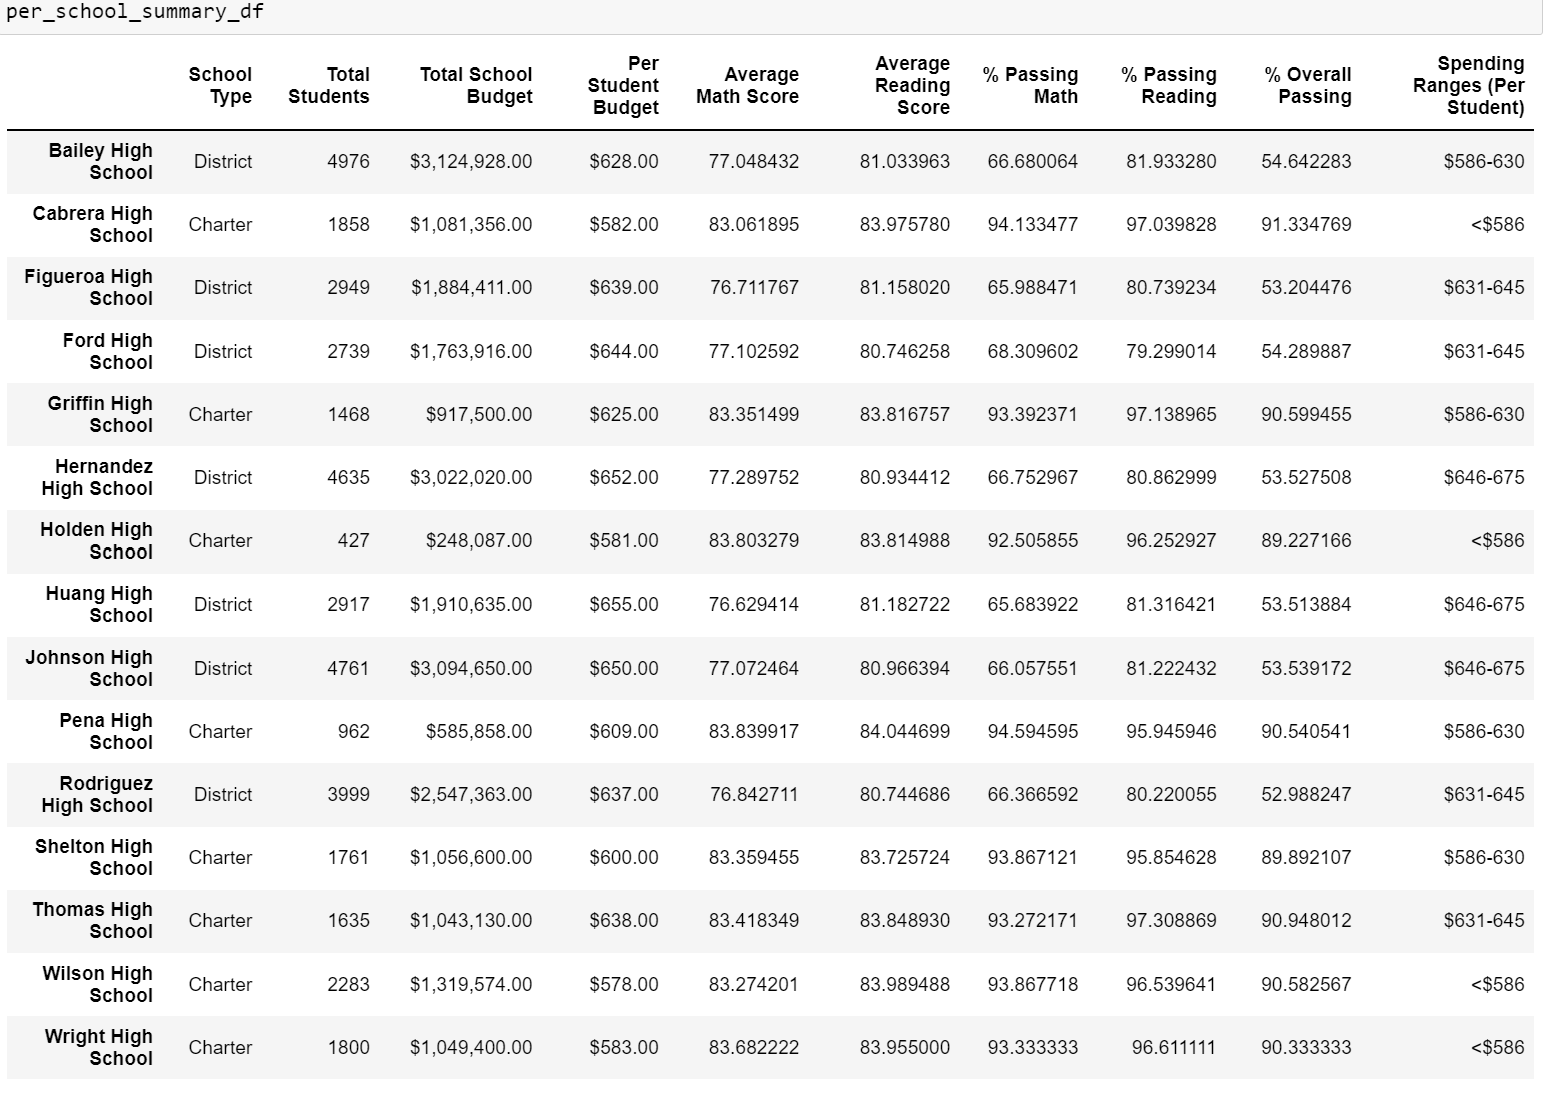 per_school_summary_df
School Type Total Students Total School Budget Per Student Budget Average Math Score Average Reading Score % Passing Math % Passing Reading % Overall Passing Spending Ranges (Per Student)
Bailey High School District 4976 $3,124,928.00 $628.00 77.048432 81.033963 66.680064 81.933280 54.642283 $586-630
Cabrera High School Charter 1858 $1,081,356.00 $582.00 83.061895 83.975780 94.133477 97.039828 91.334769 <$586
Figueroa High School District 2949 $1,884,411.00 $639.00 76.711767 81.158020 65.988471 80.739234 53.204476 $631-645
Ford High School District 2739 $1,763,916.00 $644.00 77.102592 80.746258 68.309602 79.299014 54.289887 $631-645
Griffin High School Charter 1468 $917,500.00 $625.00 83.351499 83.816757 93.392371 97.138965 90.599455 $586-630
Hernandez High School District 4635 $3,022,020.00 $652.00 77.289752 80.934412 66.752967 80.862999 53.527508 $646-675
Holden High School Charter 427 $248,087.00 $581.00 83.803279 83.814988 92.505855 96.252927 89.227166 <$586
Huang High School District 2917 $1,910,635.00 $655.00 76.629414 81.182722 65.683922 81.316421 53.513884 $646-675
Johnson High School District 4761 $3,094,650.00 $650.00 77.072464 80.966394 66.057551 81.222432 53.539172 $646-675
Pena High School Charter 962 $585,858.00 $609.00 83.839917 84.044699 94.594595 95.945946 90.540541 $586-630
Rodriguez High School District 3999 $2,547,363.00 $637.00 76.842711 80.744686 66.366592 80.220055 52.988247 $631-645
Shelton High School Charter 1761 $1,056,600.00 $600.00 83.359455 83.725724 93.867121 95.854628 89.892107 $586-630
Thomas High School Charter 1635 $1,043,130.00 $638.00 83.418349 83.848930 93.272171 97.308869 90.948012 $631-645
Wilson High School Charter 2283 $1,319,574.00 $578.00 83.274201 83.989488 93.867718 96.539641 90.582567 <$586
Wright High School Charter 1800 $1,049,400.00 $583.00 83.682222 83.955000 93.333333 96.611111 90.333333 <$586